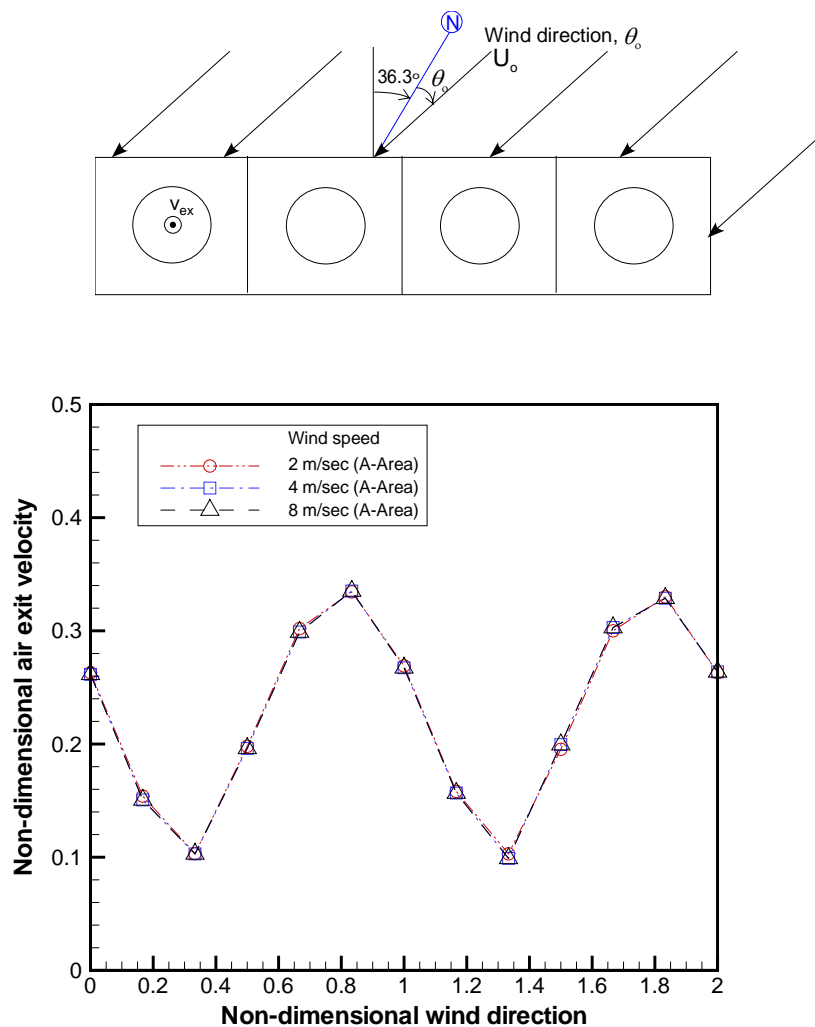 N
Wind direction, θo
Uo
36.3o
θo
vex
0.5
0.4
0.3
0.2
0.1
0
Non-dimensional air exit velocity
Wind speed
2 m/sec (A-Area)
4 m/sec (A-Area)
8 m/sec (A-Area)
0 0.2 0.4 0.6 0.8 1 1.2 1.4 1.6 1.8 2
Non-dimensional wind direction